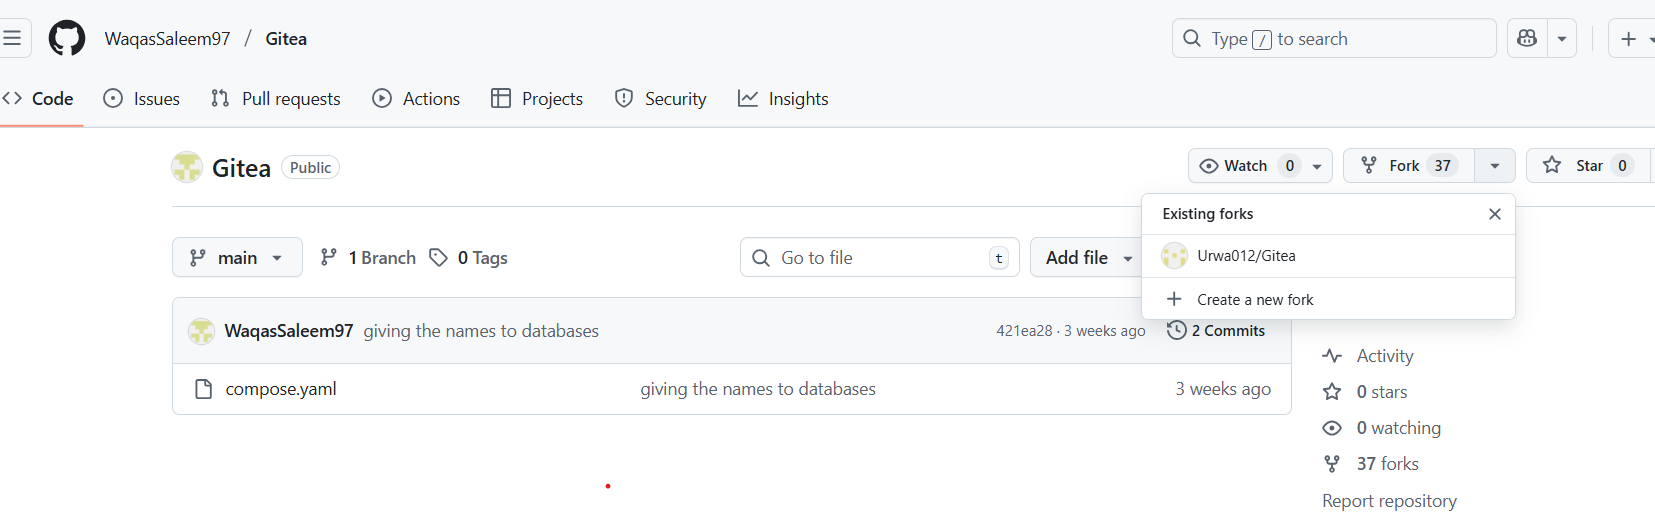 WaqasSaleem97 / Gitea
Type / to search
Code Issues Pull requests Actions Projects Security Insights
Gitea Public
Watch 0 Fork 37 Star 0
Existing forks
Urwa012/Gitea
Create a new fork
main 1 Branch 0 Tags Go to file t Add file
WaqasSaleem97 giving the names to databases 421ea28 · 3 weeks ago 2 Commits
compose.yaml giving the names to databases 3 weeks ago
Activity
0 stars
0 watching
37 forks
Report repository